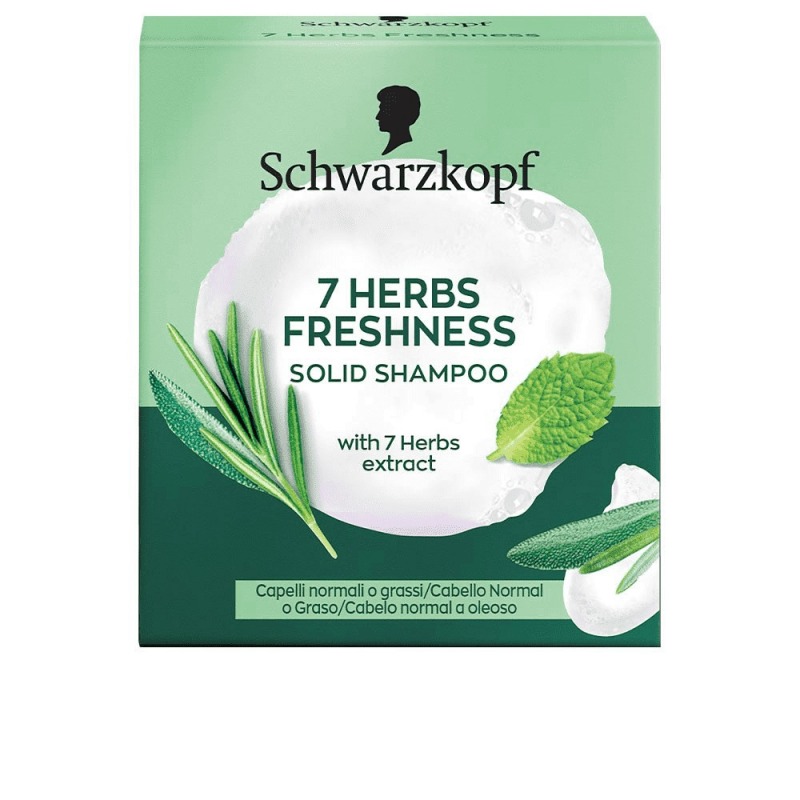 Schwarzkopf
7 Herbs Freshness
Schwarzkopf
7 HERBS
FRESHNESS
SOLID SHAMPOO
with 7 Herbs
extract
Capelli normali o grassi/Cabello Normal
o Graso/Cabelo normal a oleoso